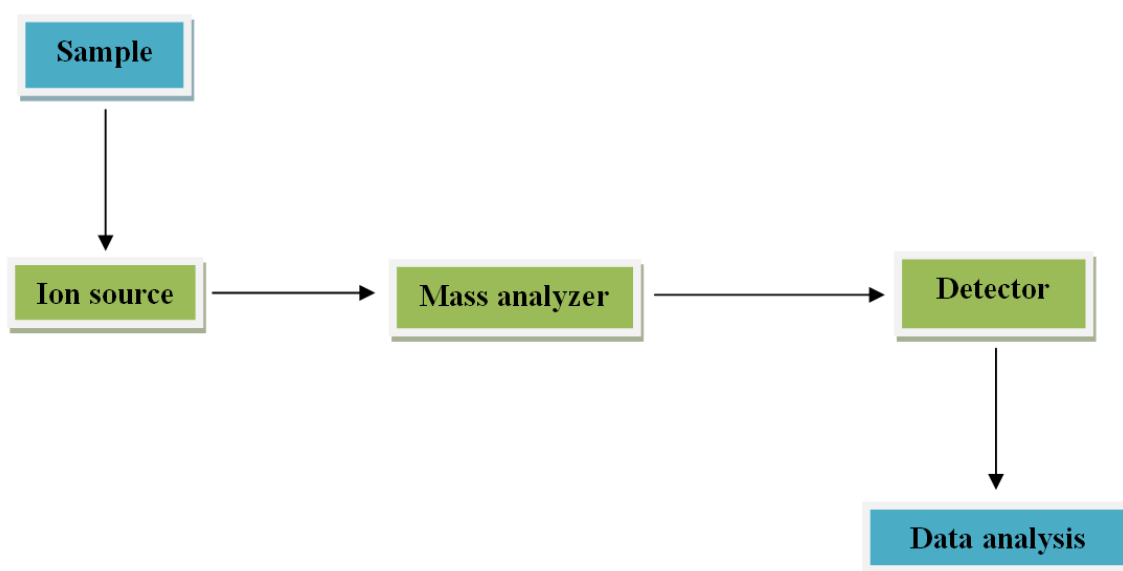 Sample
Ion source
Mass analyzer
Detector
Data analysis